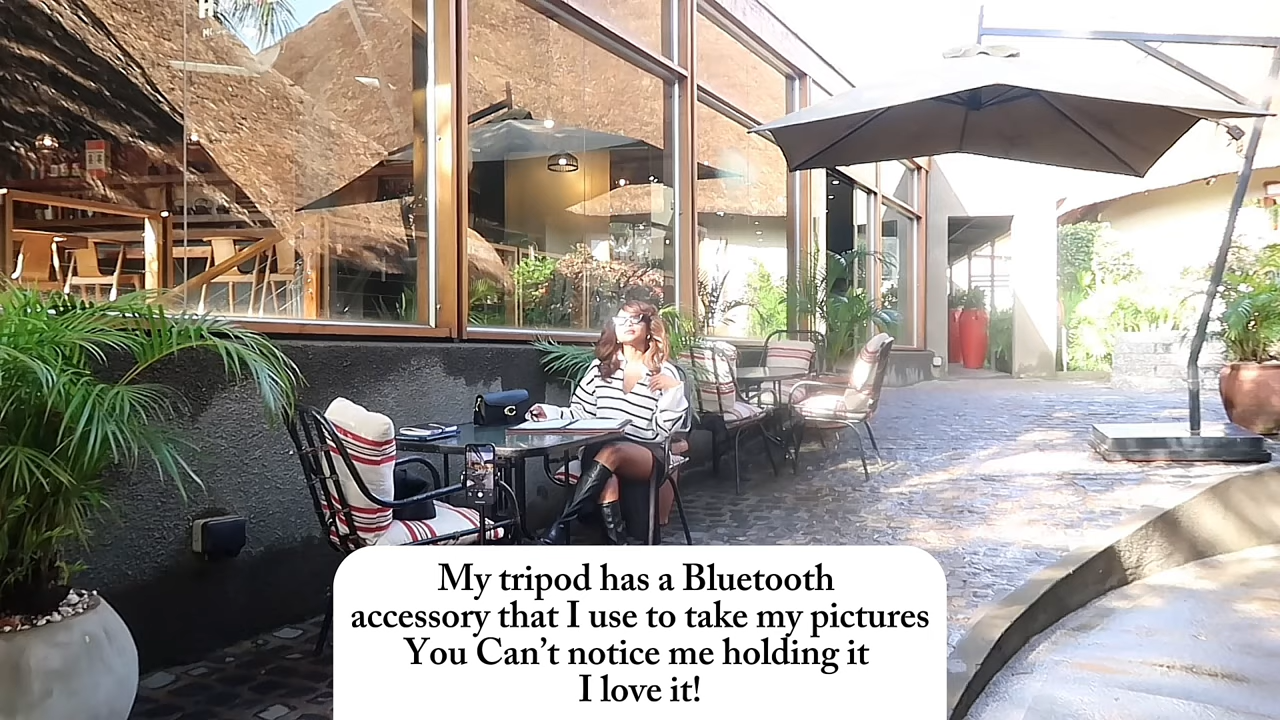 H
My tripod has a Bluetooth
accessory that I use to take my pictures
You Can't notice me holding it
I love it!